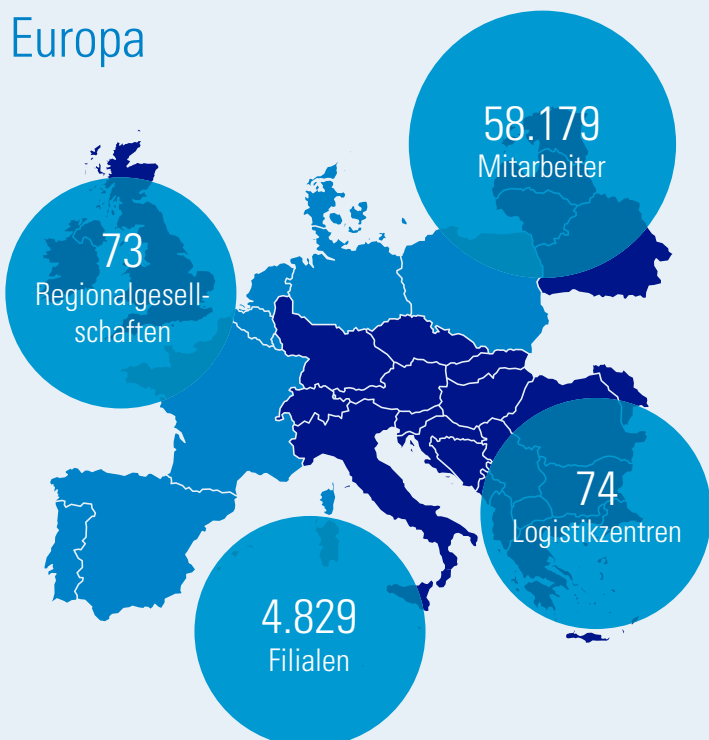 Europa
58.179
Mitarbeiter
73
Regionalgesell-
schaften
74
Logistikzentren
4.829
Filialen